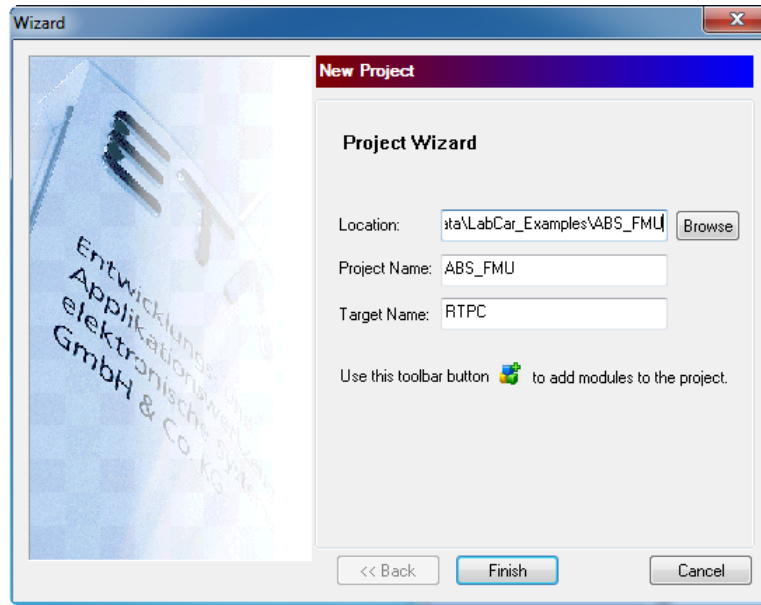 Wizard
New Project
Project Wizard
Location: ata\LabCar_Examples\ABS_FMU Browse
Project Name: ABS_FMU
Target Name: RTPC
Use this toolbar button to add modules to the project.
<< Back Finish Cancel
ETA
Entwicklungs- und
Applikationswerkzeuge
elektronische Systeme
GmbH & Co. KG